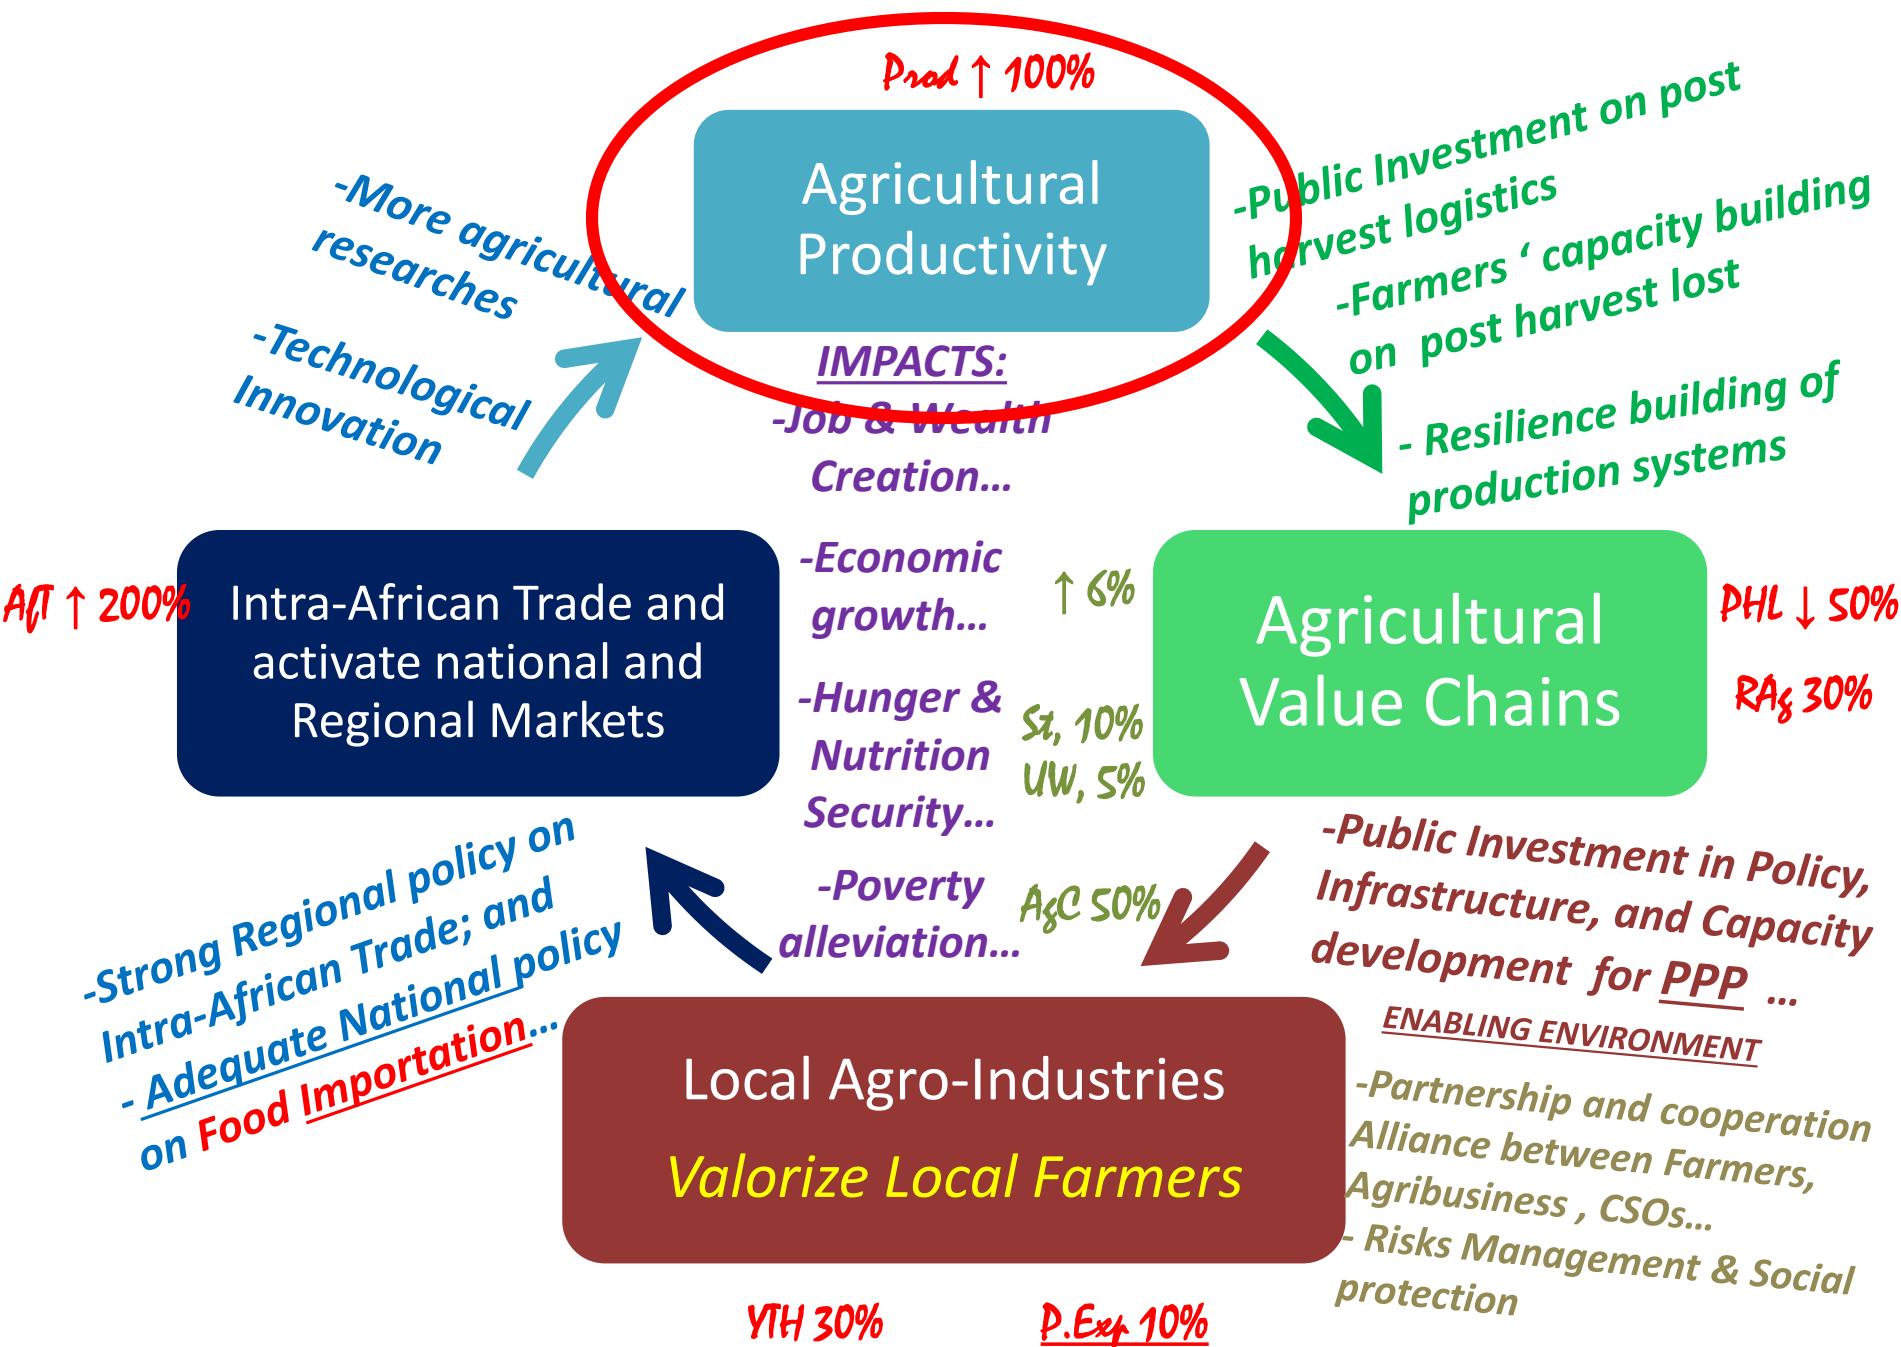 Prod ↑ 100%
Agricultural
Productivity
-More agricultural
researches
-Technological
Innovation
-Public Investment on post
harvest logistics
-Farmers ‘ capacity building
on post harvest lost
- Resilience building of
production systems
IMPACTS:
-Job & Wealth
Creation...
-Economic
growth...
↑ 6%
-Hunger &
Nutrition
Security...
St, 10%
UW, 5%
-Poverty
alleviation...
AgC 50%
AfT ↑ 200%
Intra-African Trade and
activate national and
Regional Markets
Agricultural
Value Chains
PHL ↓ 50%
RAg 30%
-Strong Regional policy on
Intra-African Trade; and
- Adequate National policy
on Food Importation...
-Public Investment in Policy,
Infrastructure, and Capacity
development for PPP ...
ENABLING ENVIRONMENT
-Partnership and cooperation
Alliance between Farmers,
Agribusiness , CSOs...
- Risks Management & Social
protection
Local Agro-Industries
Valorize Local Farmers
YTH 30%
P.Exp 10%